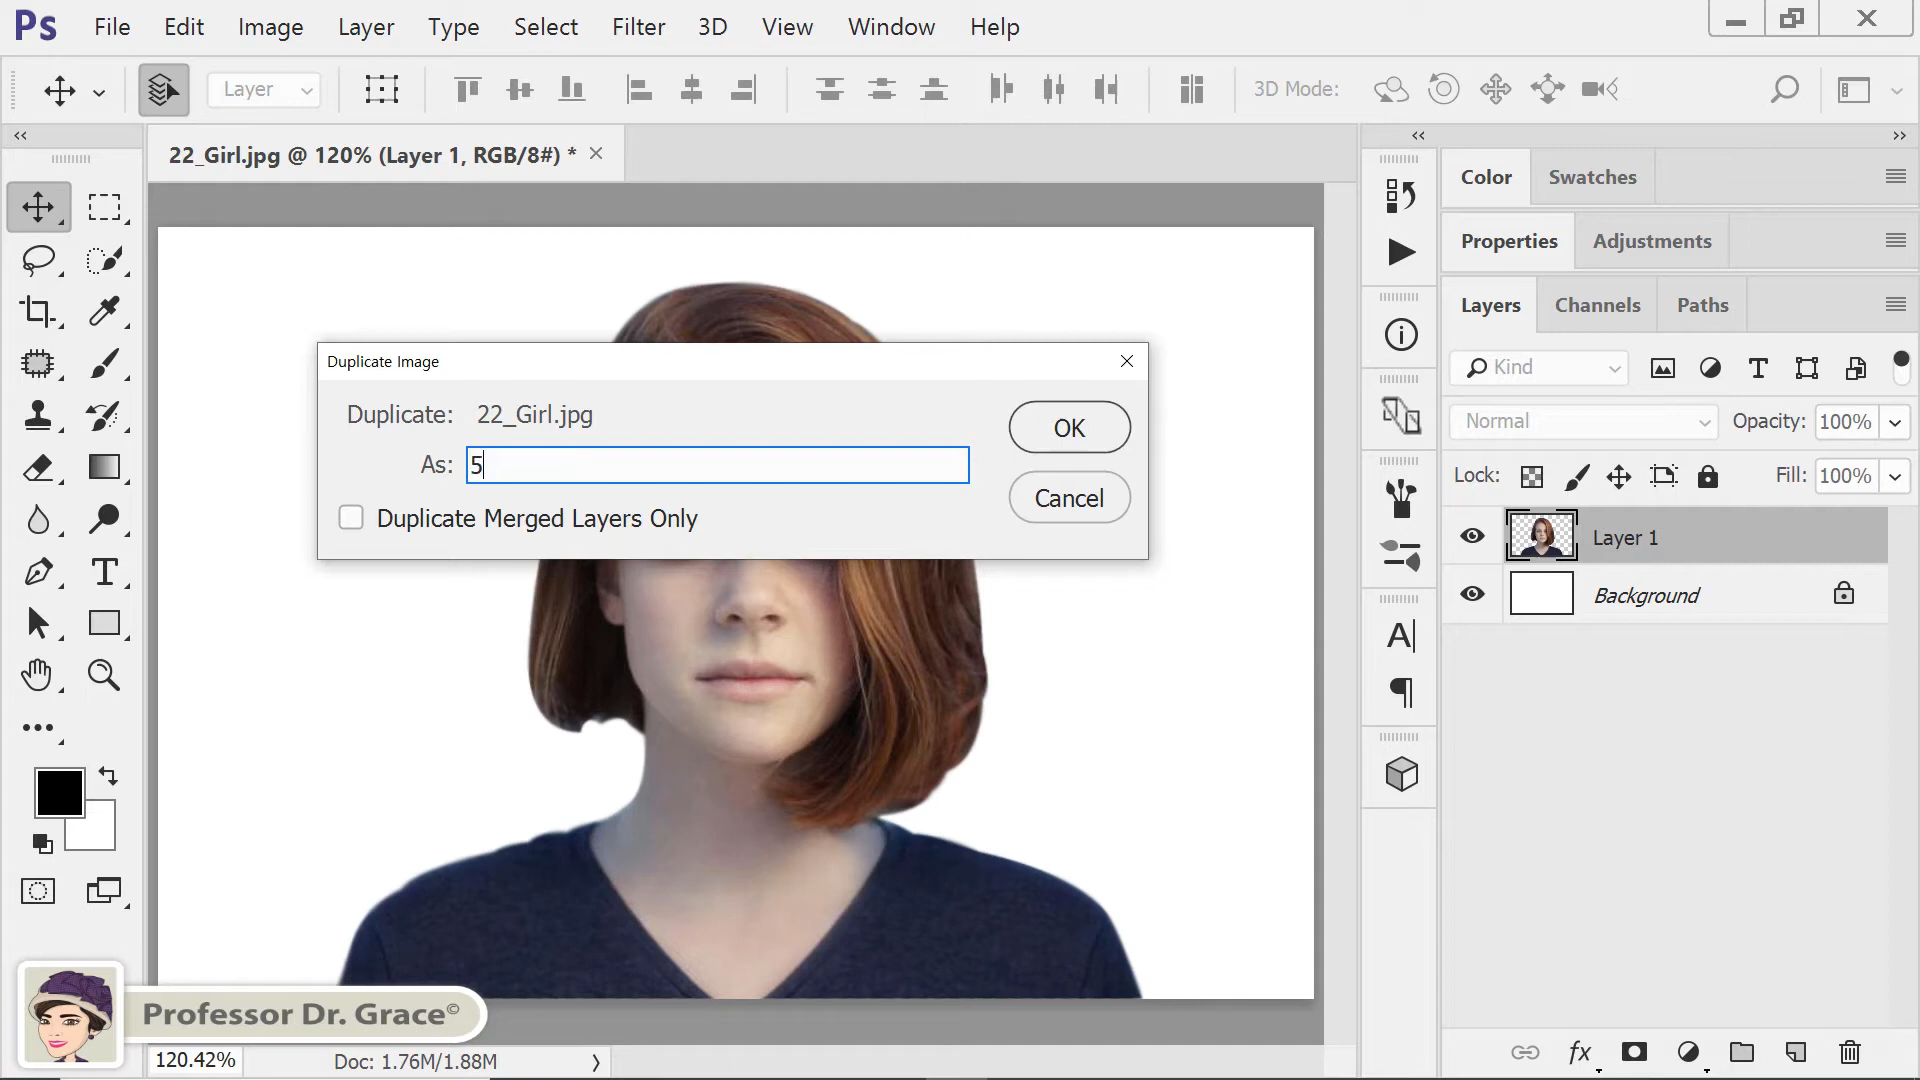 Ps File Edit Image Layer Type Select Filter 3D View Window Help
Layer 3D Mode:
22_Girl.jpg @ 120% (Layer 1, RGB/8#) *
Color Swatches
Properties Adjustments
Layers Channels Paths
Kind
Normal Opacity: 100%
Lock: Fill: 100%
Layer 1
Background
Duplicate Image
Duplicate: 22_Girl.jpg
As: 5
Duplicate Merged Layers Only
OK
Cancel
Professor Dr. Grace©
120.42% Doc: 1.76M/1.88M